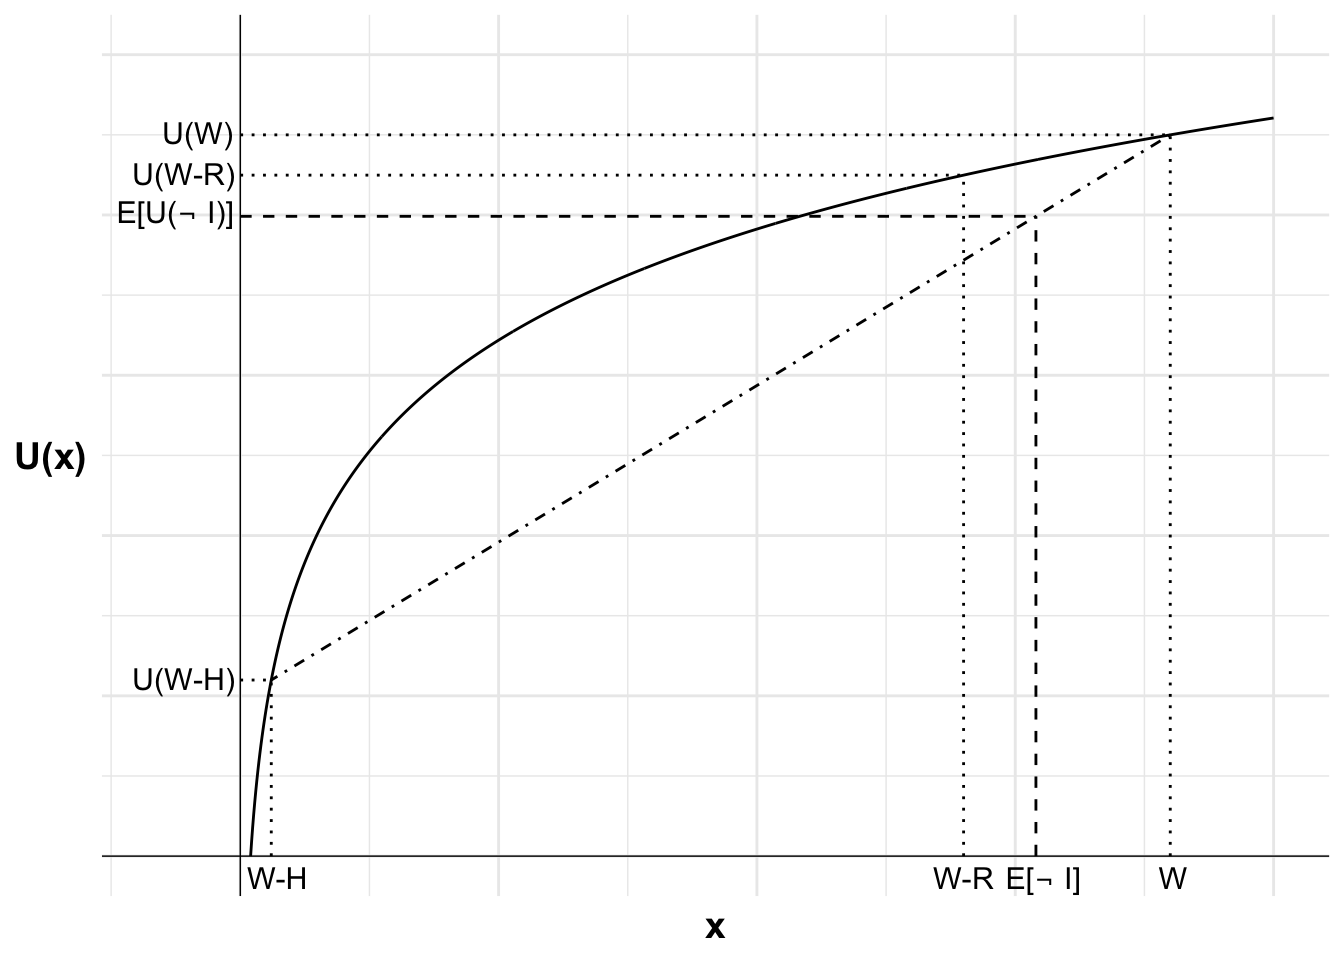 U(W)
U(W-R)
E[U(¬ I)]
U(x)
U(W-H)
W-H
W-R
E[¬ I]
W
x